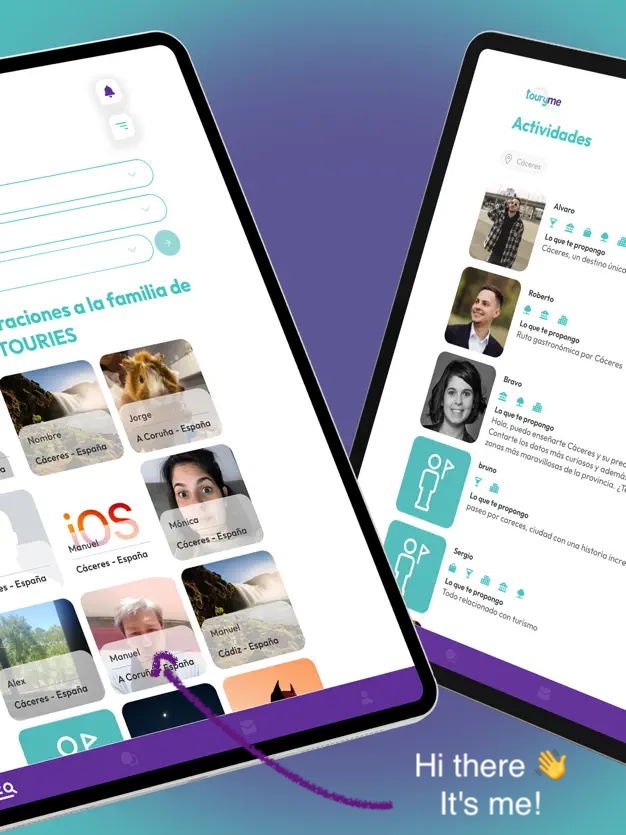 raciones a la familia de
TOURIES
Nombre
Cáceres - España
Jorge
A Coruña - España
es - España
iOS
Manuel
Cáceres - España
Mónica
Cáceres - España
Alex
Cáceres - España
Manuel
A Coruña - España
Manuel
Cádiz - España
touryme
Actividades
Cáceres
Alvaro
Lo que te propongo
Cáceres, un destino único
Roberto
Lo que te propongo
Ruta gastronómica por Cáceres
Bravo
Lo que te propongo
Hola, puedo enseñarte Cáceres y su prec
Contarte los datos más curiosos y además
zonas más maravillosas de la provincia. ¿Te
bruno
Lo que te propongo
paseo por careces, ciudad con una historia incre
Sergio
Lo que te propongo
Todo relacionado con turismo
Hi there 👋
It's me!